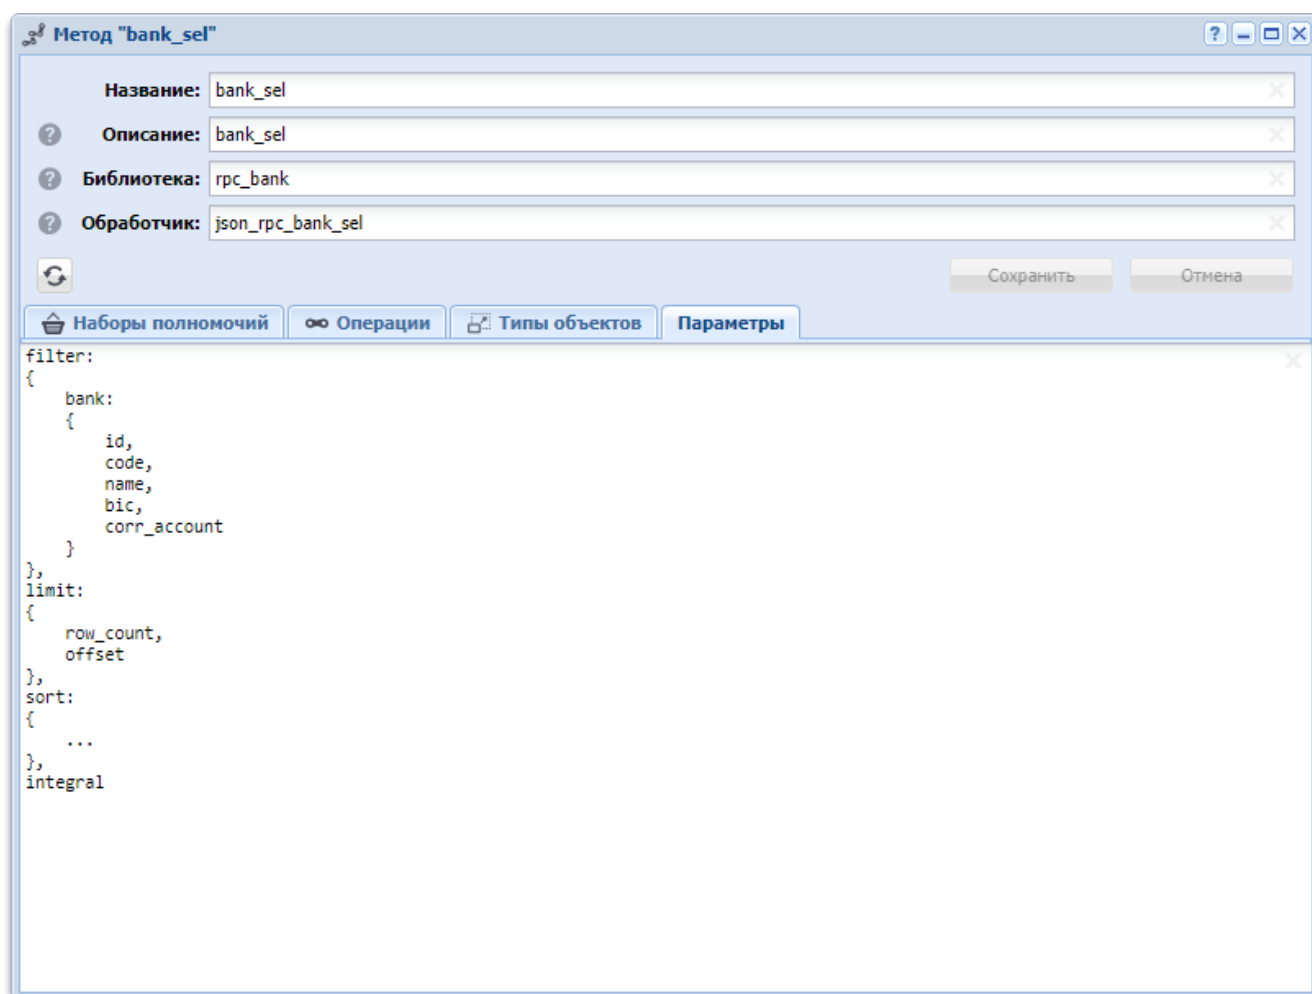 Метод "bank_sel"
Название: bank_sel
Описание: bank_sel
Библиотека: rpc_bank
Обработчик: json_rpc_bank_sel
Сохранить Отмена
Наборы полномочий Операции Типы объектов Параметры
filter:
{
    bank:
    {
        id,
        code,
        name,
        bic,
        corr_account
    }
},
limit:
{
    row_count,
    offset
},
sort:
{
    ...
},
integral